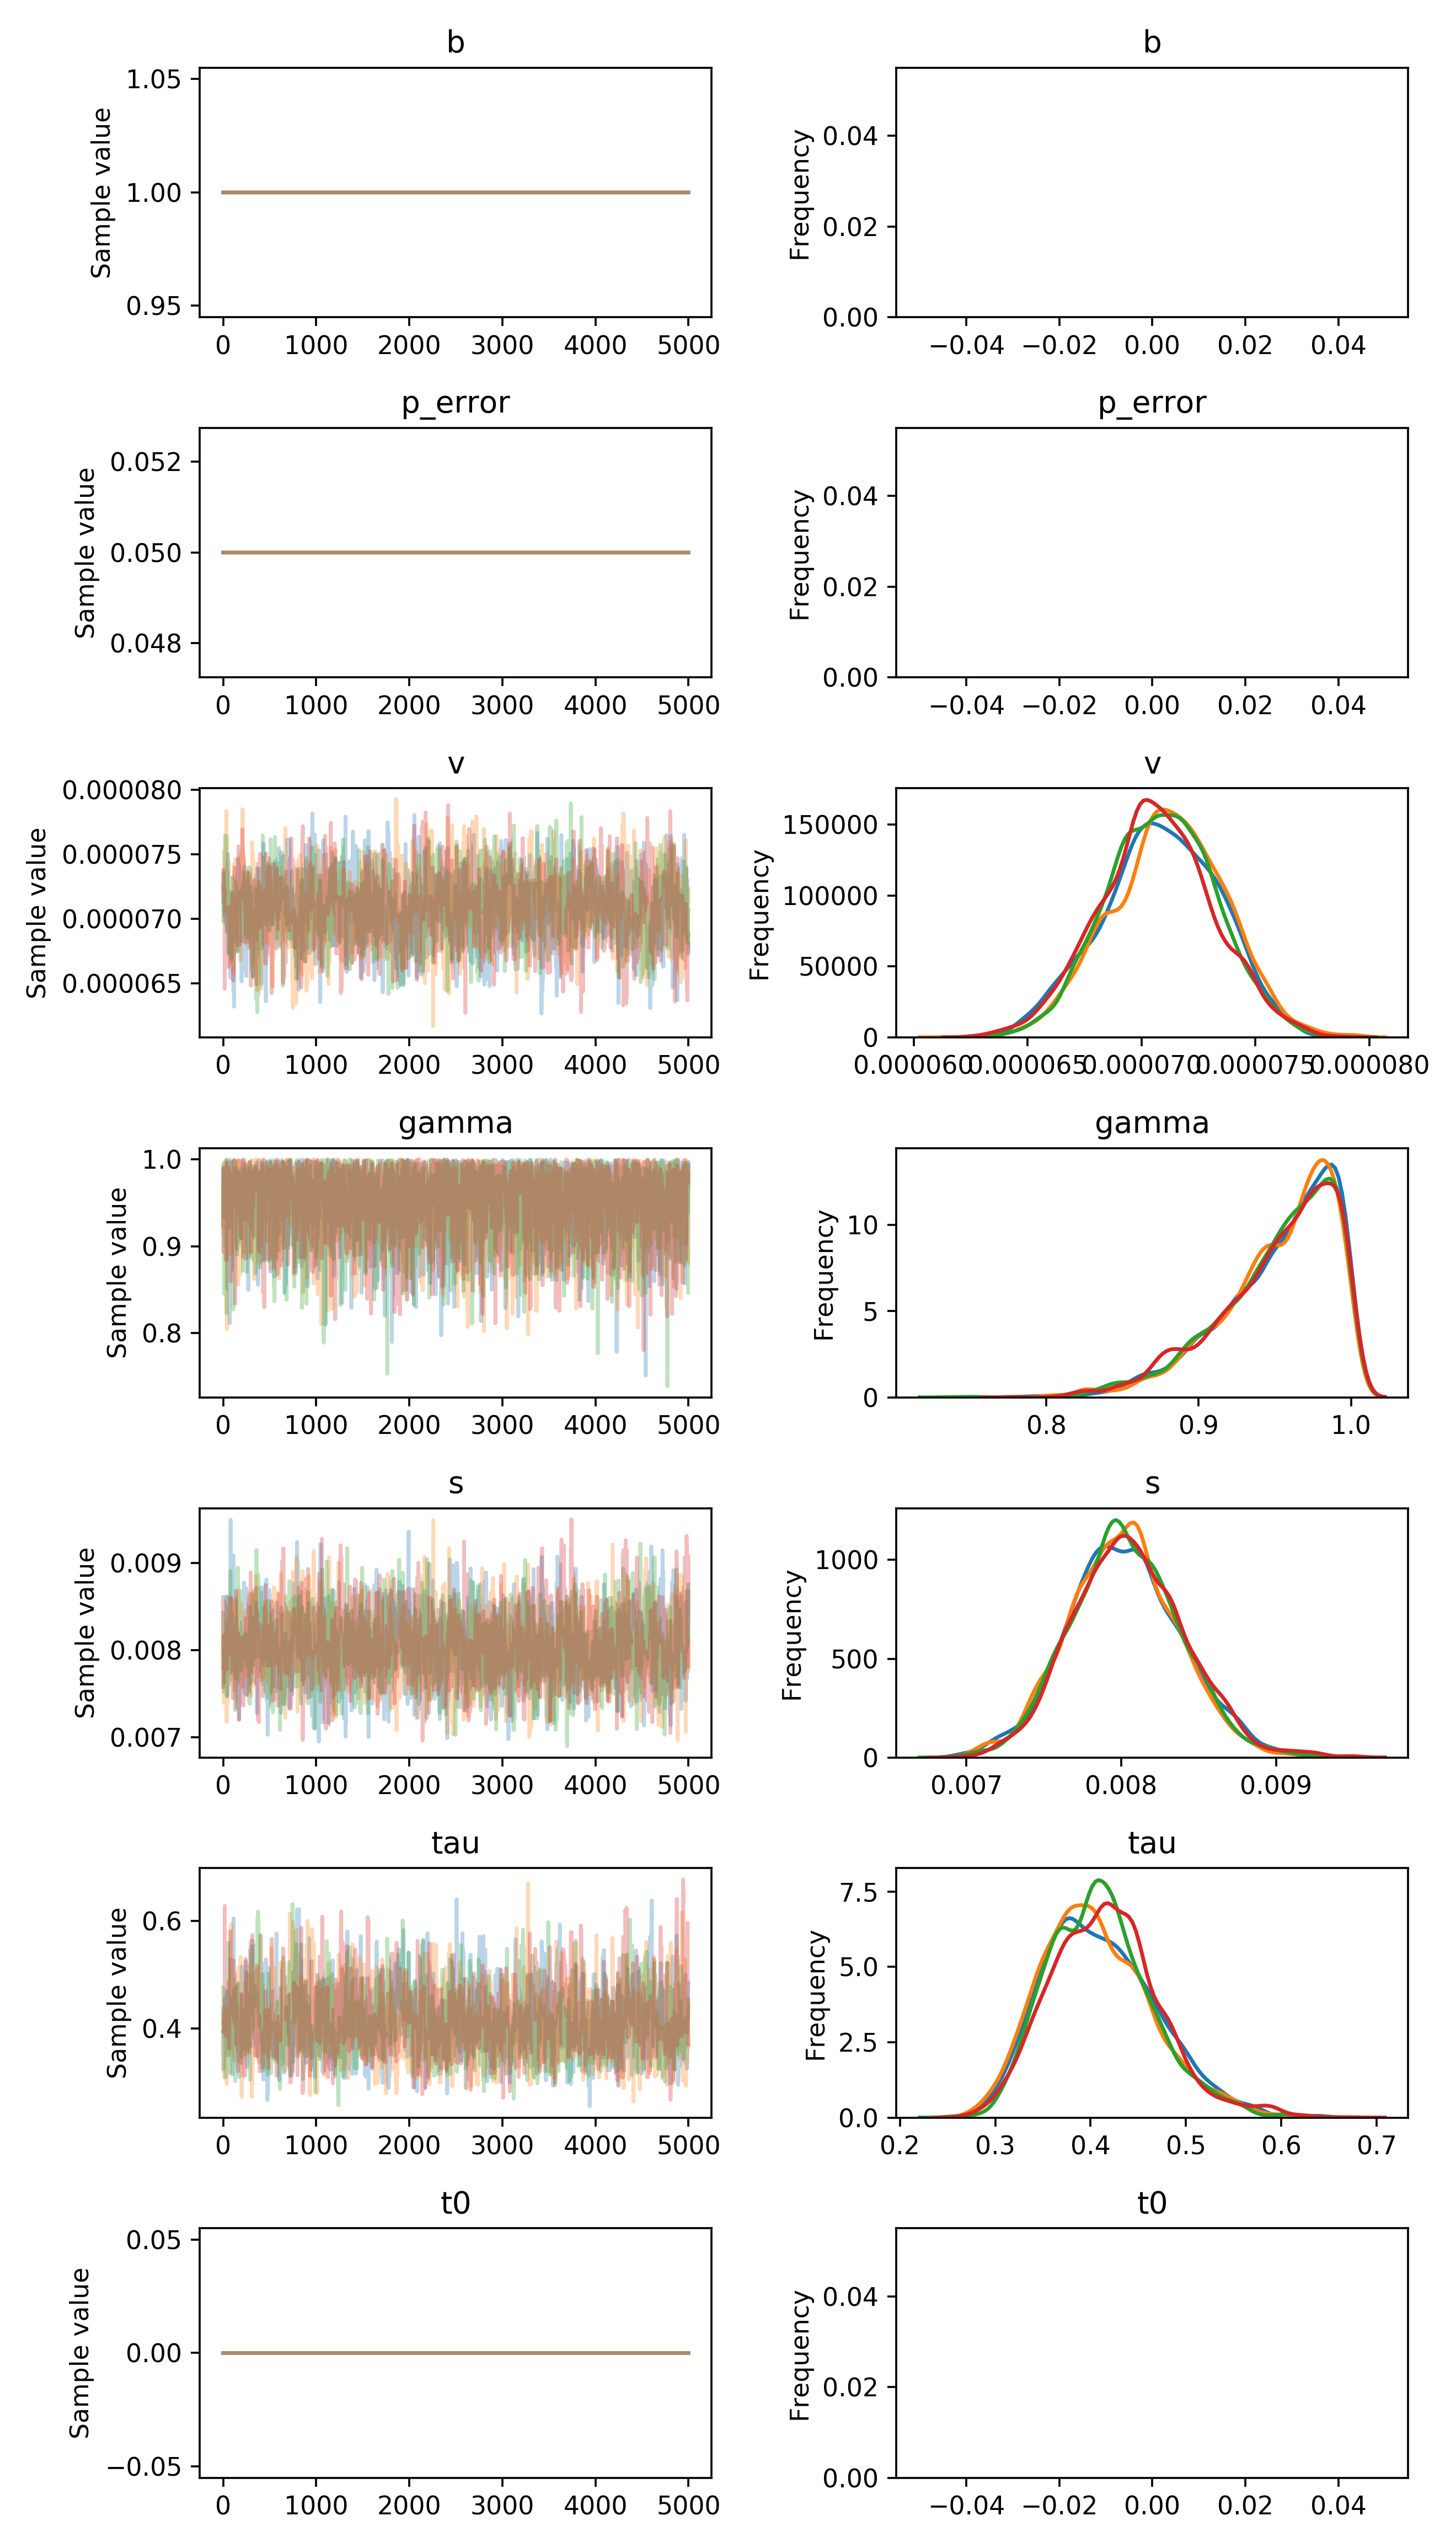 b
b
1.05
1.00
0.95
Sample value
0 1000 2000 3000 4000 5000
0.04
0.02
0.00
Frequency
−0.04 −0.02 0.00 0.02 0.04
p_error
p_error
0.052
0.050
0.048
Sample value
0 1000 2000 3000 4000 5000
0.04
0.02
0.00
Frequency
−0.04 −0.02 0.00 0.02 0.04
v
v
0.000080
0.000075
0.000070
0.000065
Sample value
0 1000 2000 3000 4000 5000
150000
100000
50000
0
Frequency
0.000060 0.000065 0.000070 0.000075 0.000080
gamma
gamma
1.0
0.9
0.8
Sample value
0 1000 2000 3000 4000 5000
10
5
0
Frequency
0.8 0.9 1.0
s
s
0.009
0.008
0.007
Sample value
0 1000 2000 3000 4000 5000
1000
500
0
Frequency
0.007 0.008 0.009
tau
tau
0.6
0.4
Sample value
0 1000 2000 3000 4000 5000
7.5
5.0
2.5
0.0
Frequency
0.2 0.3 0.4 0.5 0.6 0.7
t0
t0
0.05
0.00
−0.05
Sample value
0 1000 2000 3000 4000 5000
0.04
0.02
0.00
Frequency
−0.04 −0.02 0.00 0.02 0.04